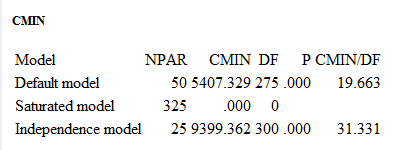 CMIN
Model NPAR CMIN DF P CMIN/DF
Default model 50 5407.329 275 .000 19.663
Saturated model 325 .000 0
Independence model 25 9399.362 300 .000 31.331